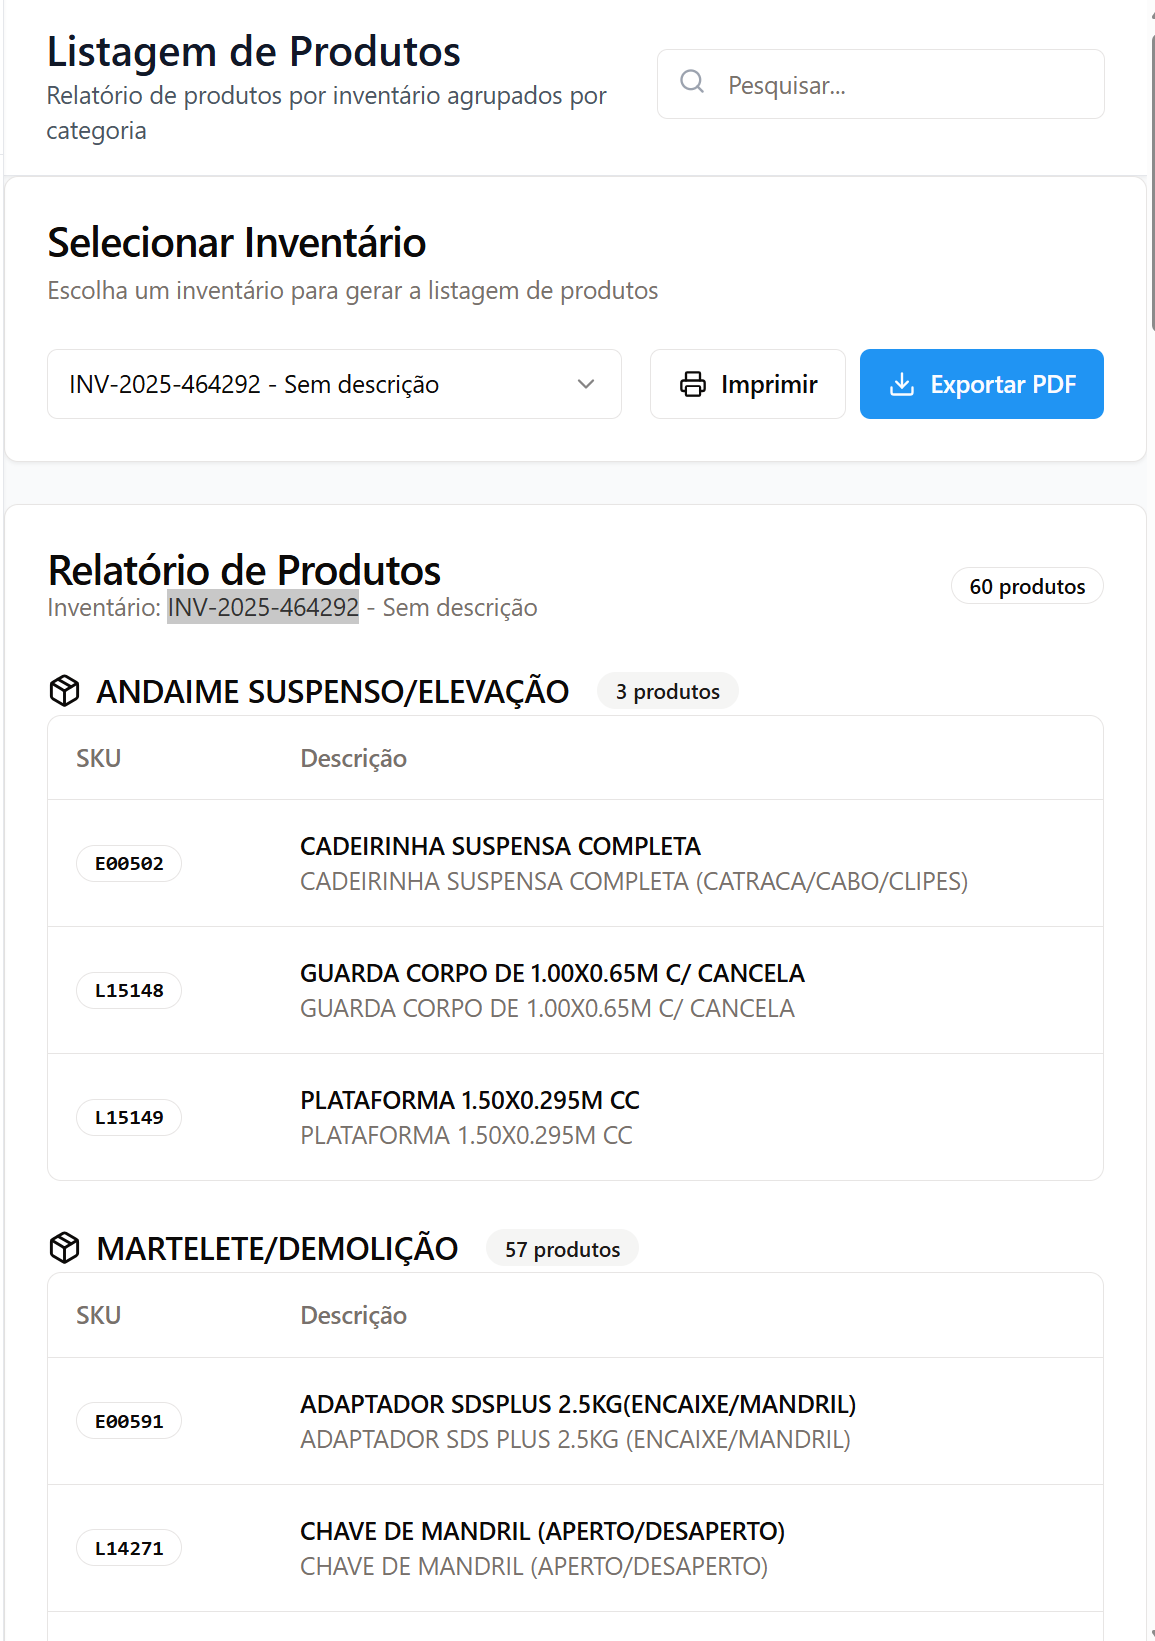 Listagem de Produtos
Relatório de produtos por inventário agrupados por
categoria
Pesquisar...
Selecionar Inventário
Escolha um inventário para gerar a listagem de produtos
INV-2025-464292 - Sem descrição
Imprimir
Exportar PDF
Relatório de Produtos
Inventário: INV-2025-464292 - Sem descrição
60 produtos
ANDAIME SUSPENSO/ELEVAÇÃO
3 produtos
SKU
Descrição
E00502
CADEIRINHA SUSPENSA COMPLETA
CADEIRINHA SUSPENSA COMPLETA (CATRACA/CABO/CLIPES)
L15148
GUARDA CORPO DE 1.00X0.65M C/ CANCELA
GUARDA CORPO DE 1.00X0.65M C/ CANCELA
L15149
PLATAFORMA 1.50X0.295M CC
PLATAFORMA 1.50X0.295M CC
MARTELETE/DEMOLIÇÃO
57 produtos
SKU
Descrição
E00591
ADAPTADOR SDSPLUS 2.5KG(ENCAIXE/MANDRIL)
ADAPTADOR SDS PLUS 2.5KG (ENCAIXE/MANDRIL)
L14271
CHAVE DE MANDRIL (APERTO/DESAPERTO)
CHAVE DE MANDRIL (APERTO/DESAPERTO)